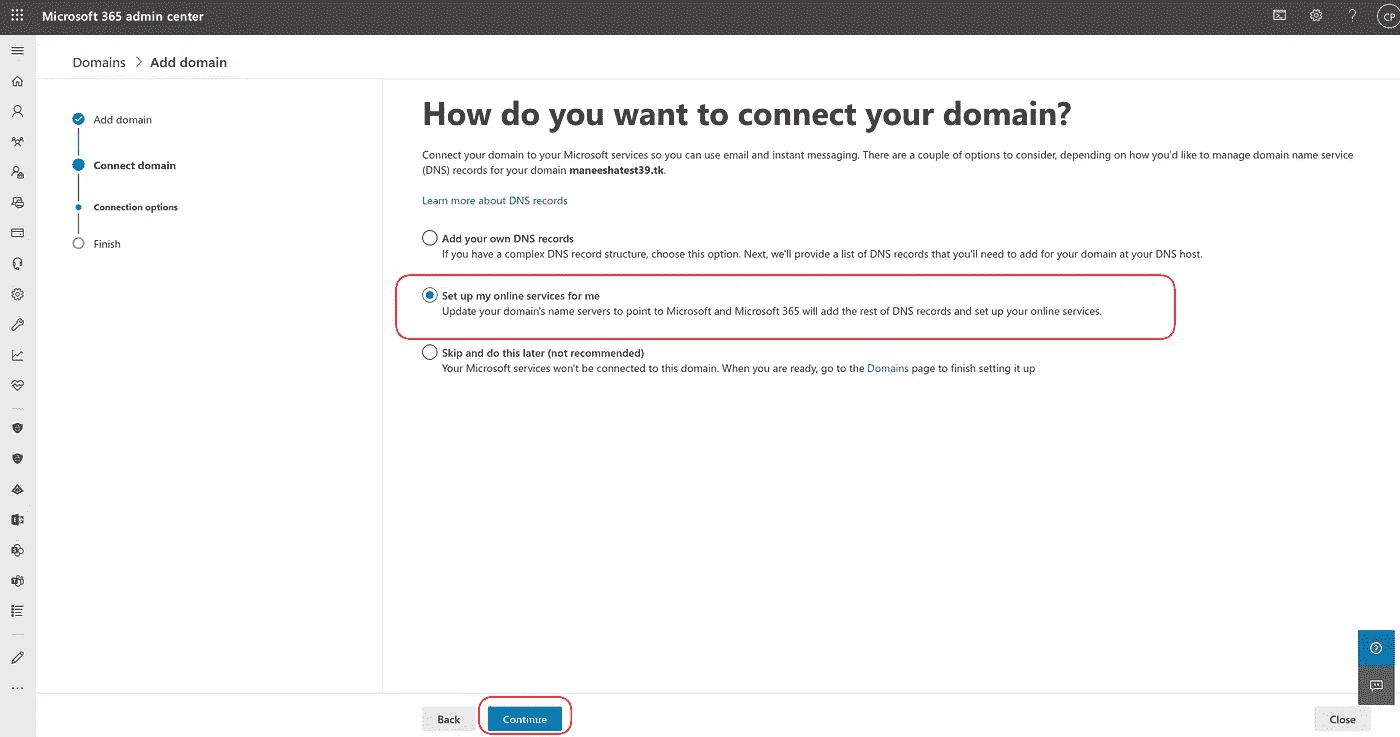 Microsoft 365 admin center
CP
Domains > Add domain
Add domain
Connect domain
Connection options
Finish
How do you want to connect your domain?
Connect your domain to your Microsoft services so you can use email and instant messaging. There are a couple of options to consider, depending on how you'd like to manage domain name service
(DNS) records for your domain maneeshatest39.tk.
Learn more about DNS records
Add your own DNS records
If you have a complex DNS record structure, choose this option. Next, we'll provide a list of DNS records that you'll need to add for your domain at your DNS host.
Set up my online services for me
Update your domain's name servers to point to Microsoft and Microsoft 365 will add the rest of DNS records and set up your online services.
Skip and do this later (not recommended)
Your Microsoft services won't be connected to this domain. When you are ready, go to the Domains page to finish setting it up
Back
Continue
Close